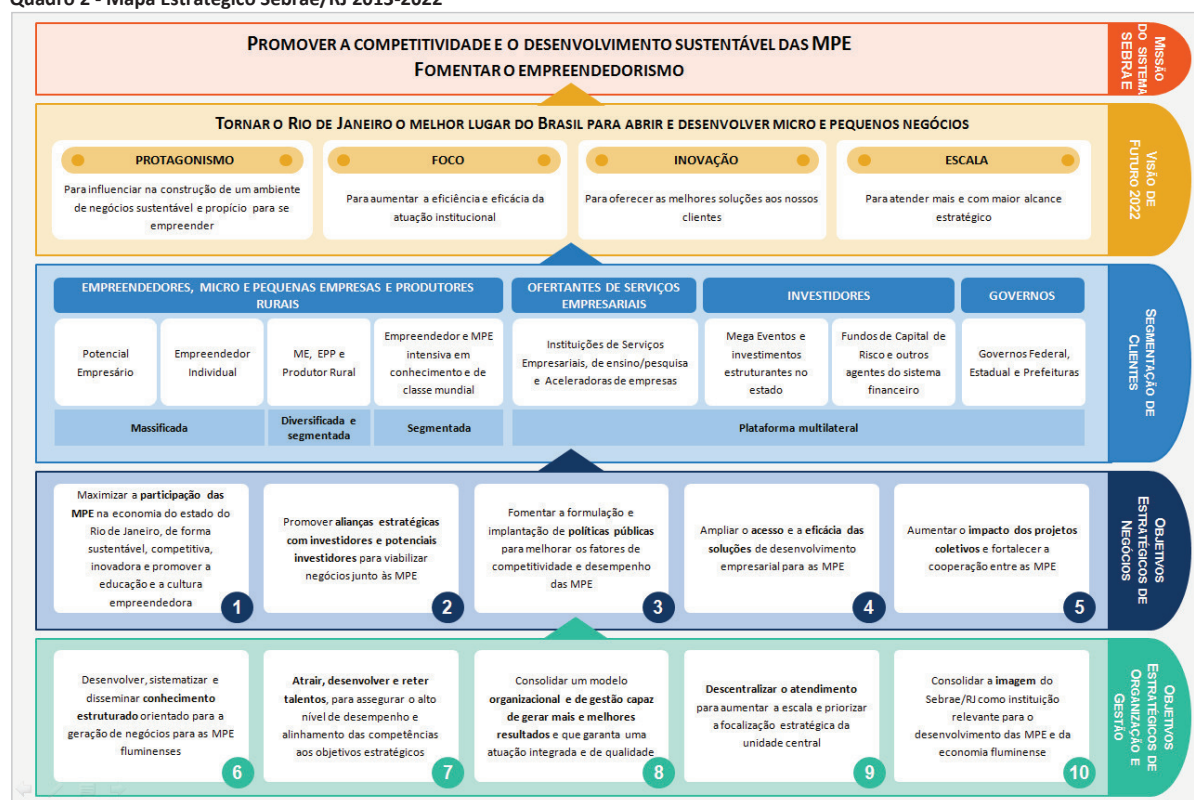 Quadro 2 - Mapa Estratégico Sebrae/RJ 2013-2022
PROMOVER A COMPETITIVIDADE E O DESENVOLVIMENTO SUSTENTÁVEL DAS MPE
FOMENTAR O EMPREENDEDORISMO
MISSÃO
DO SISTEMA
SEBRAE
TORNAR O RIO DE JANEIRO O MELHOR LUGAR DO BRASIL PARA ABRIR E DESENVOLVER MICRO E PEQUENOS NEGÓCIOS
PROTAGONISMO
Para influenciar na construção de um ambiente
de negócios sustentável e propício para se
empreender
FOCO
Para aumentar a eficiência e eficácia da
atuação institucional
INOVAÇÃO
Para oferecer as melhores soluções aos nossos
clientes
ESCALA
Para atender mais e com maior alcance
estratégico
VISÃO DE
FUTURO 2022
EMPREENDEDORES, MICRO E PEQUENAS EMPRESAS E PRODUTORES
RURAIS
OFERTANTES DE SERVIÇOS
EMPRESARIAIS
INVESTIDORES
GOVERNOS
Potencial
Empresário
Empreendedor
Individual
ME, EPP e
Produtor Rural
Empreendedor e MPE
intensiva em
conhecimento e de
classe mundial
Instituições de Serviços
Empresariais, de ensino/pesquisa
e Aceleradoras de empresas
Mega Eventos e
investimentos
estruturantes no
estado
Fundos de Capital de
Risco e outros
agentes do sistema
financeiro
Governos Federal,
Estadual e Prefeituras
Massificada
Diversificada e
segmentada
Segmentada
Plataforma multilateral
SEGMENTAÇÃO DE
CLIENTES
Maximizar a participação das
MPE na economia do estado do
Rio de Janeiro, de forma
sustentável, competitiva,
inovadora e promover a
educação e a cultura
empreendedora
1
Promover alianças estratégicas
com investidores e potenciais
investidores para viabilizar
negócios junto às MPE
2
Fomentar a formulação e
implantação de políticas públicas
para melhorar os fatores de
competitividade e desempenho
das MPE
3
Ampliar o acesso e a eficácia das
soluções de desenvolvimento
empresarial para as MPE
4
Aumentar o impacto dos projetos
coletivos e fortalecer a
cooperação entre as MPE
5
OBJETIVOS
ESTRATÉGICOS DE
NEGÓCIOS
Desenvolver, sistematizar e
disseminar conhecimento
estruturado orientado para a
geração de negócios para as MPE
fluminenses
6
Atrair, desenvolver e reter
talentos, para assegurar o alto
nível de desempenho e
alinhamento das competências
aos objetivos estratégicos
7
Consolidar um modelo
organizacional e de gestão capaz
de gerar mais e melhores
resultados e que garanta uma
atuação integrada e de qualidade
8
Descentralizar o atendimento
para aumentar a escala e priorizar
a focalização estratégica da
unidade central
9
Consolidar a imagem do
Sebrae/RJ como instituição
relevante para o
desenvolvimento das MPE e da
economia fluminense
10
OBJETIVOS
ESTRATÉGICOS DE
ORGANIZAÇÃO E
GESTÃO